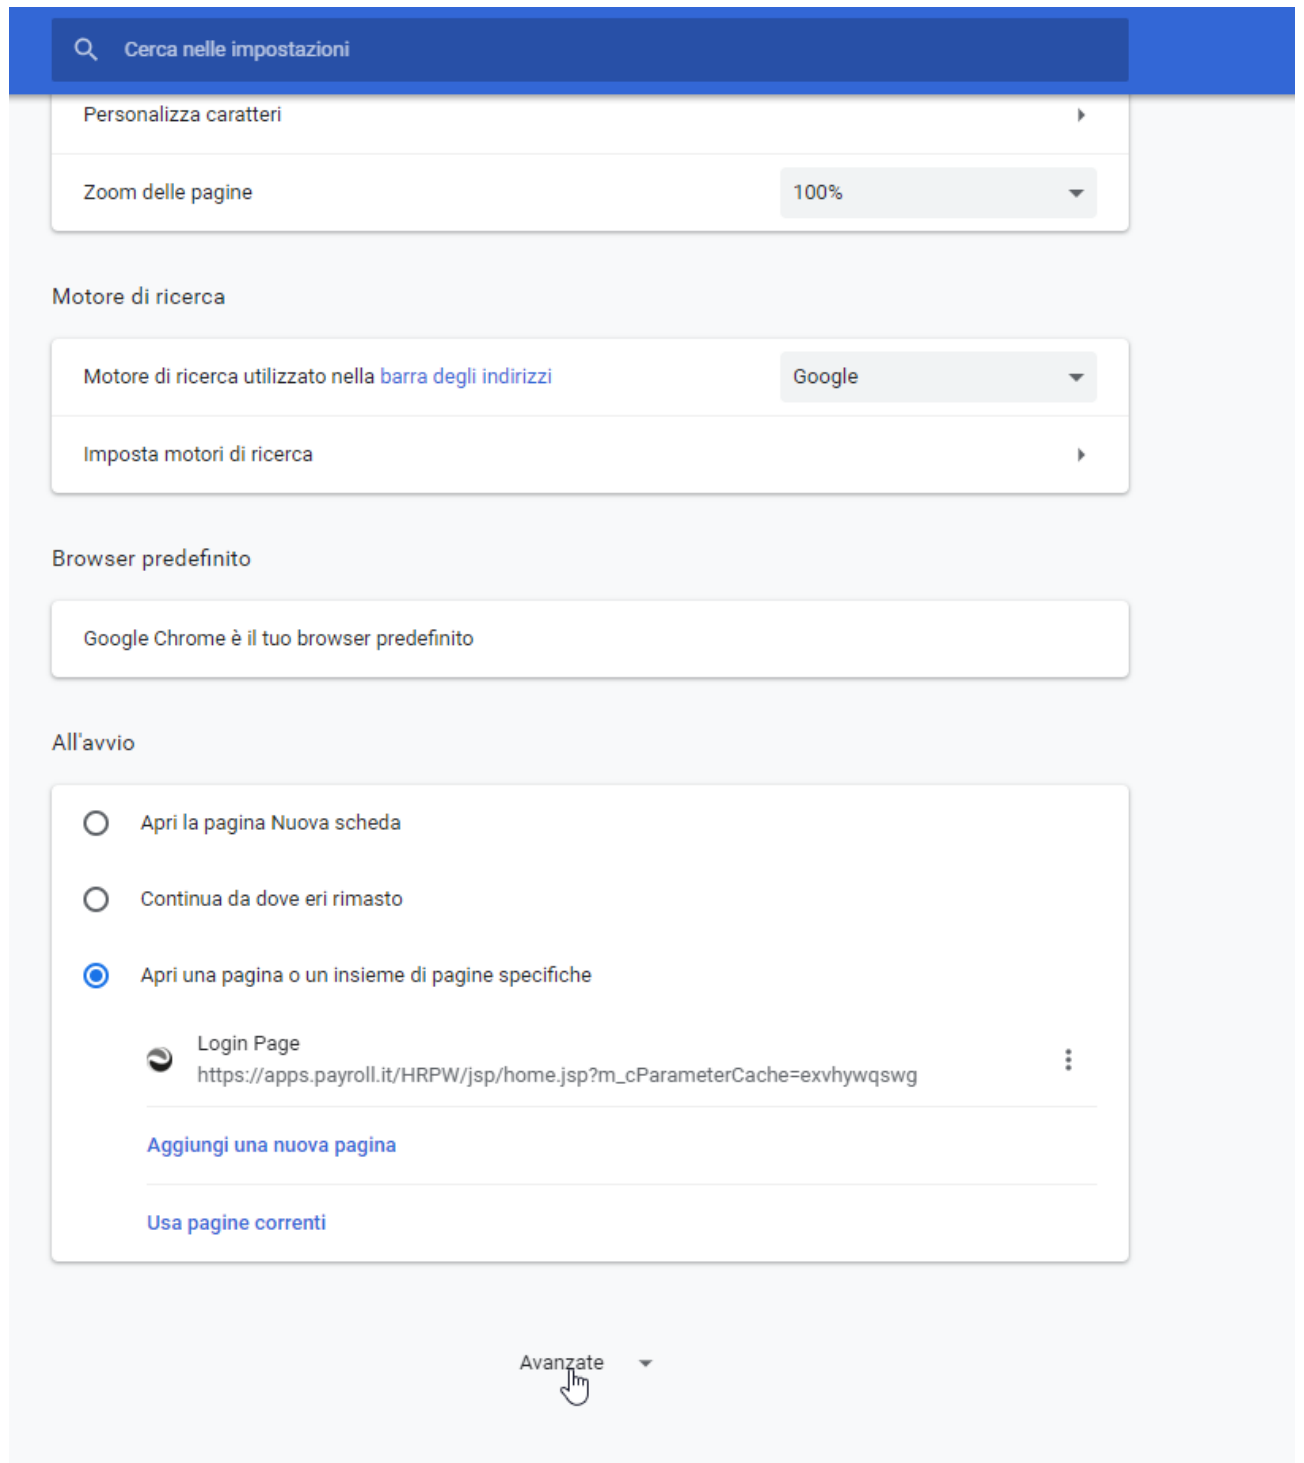 Cerca nelle impostazioni
Personalizza caratteri
Zoom delle pagine
100%
Motore di ricerca
Motore di ricerca utilizzato nella barra degli indirizzi
Google
Imposta motori di ricerca
Browser predefinito
Google Chrome è il tuo browser predefinito
All'avvio
Apri la pagina Nuova scheda
Continua da dove eri rimasto
Apri una pagina o un insieme di pagine specifiche
Login Page
https://apps.payroll.it/HRPW/jsp/home.jsp?m_cParameterCache=exvhywqswg
Aggiungi una nuova pagina
Usa pagine correnti
Avanzate